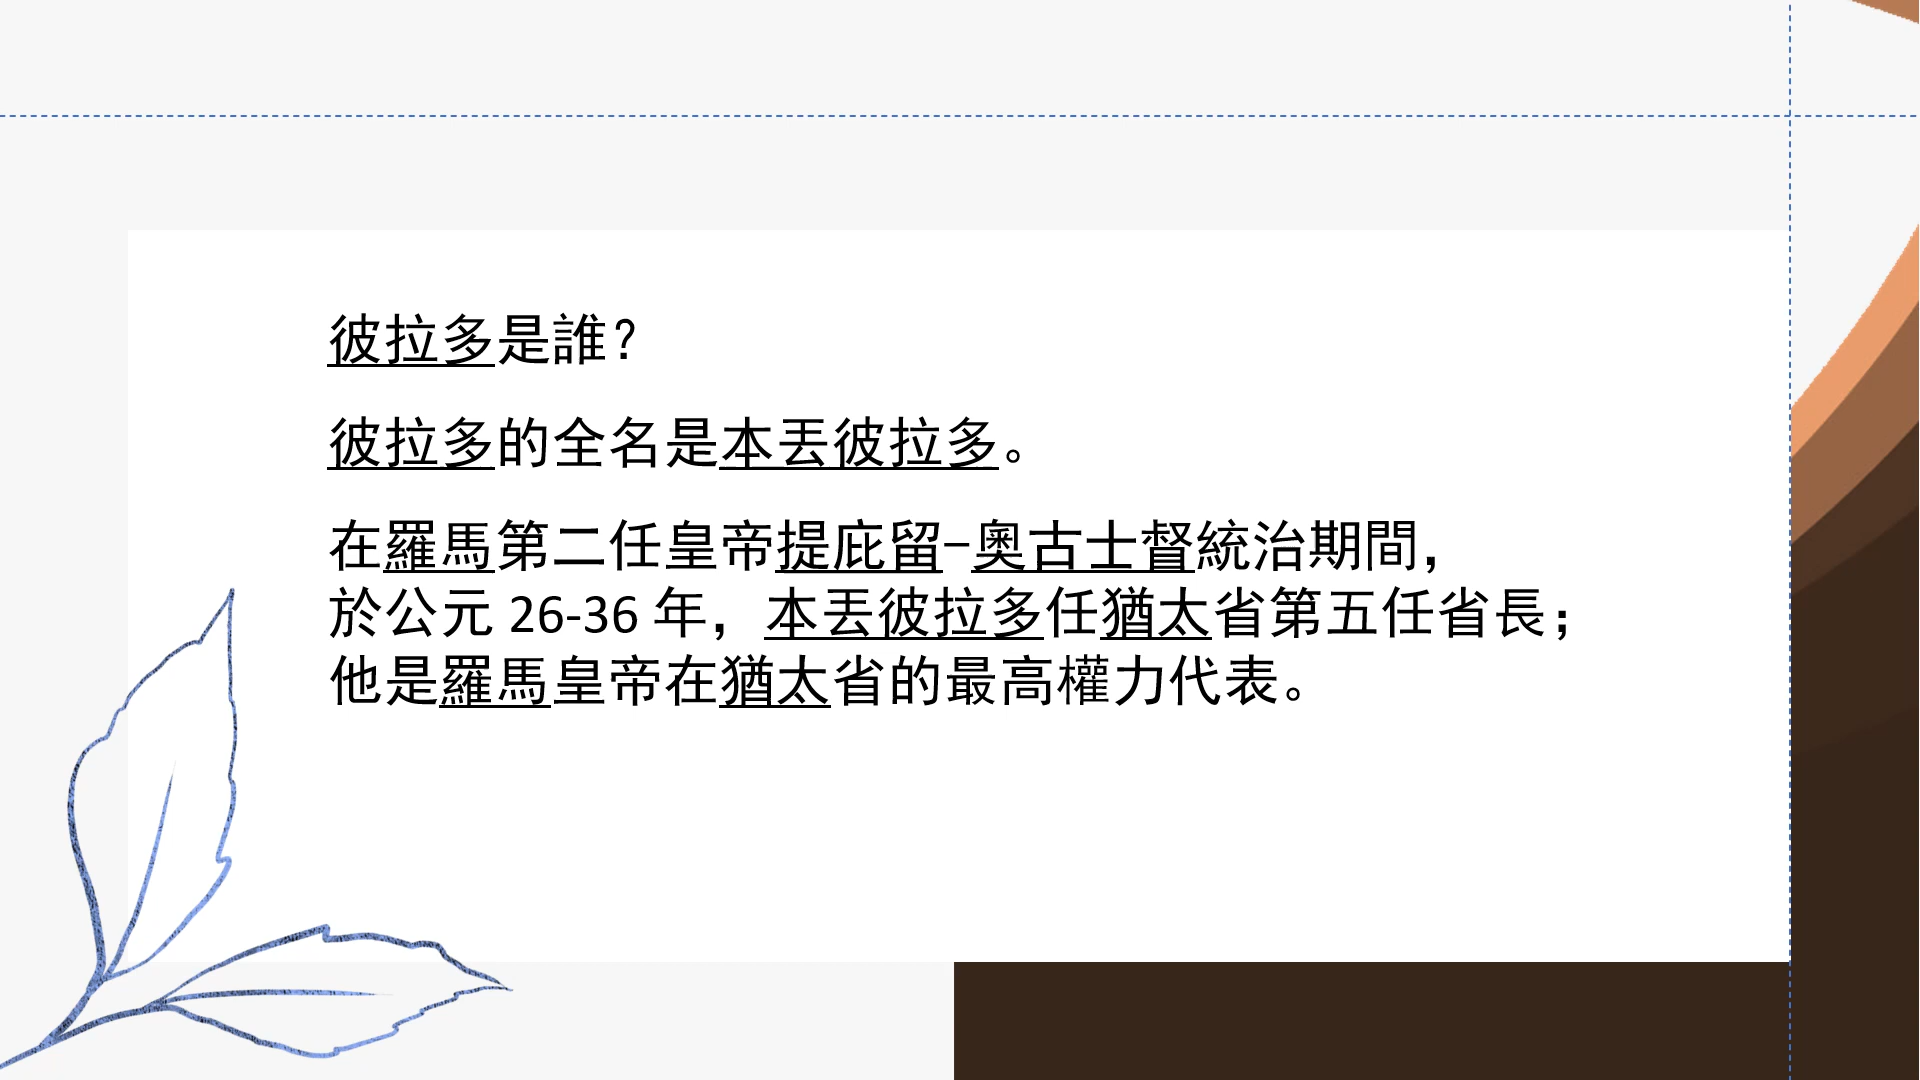 彼拉多是誰？
彼拉多的全名是本丟彼拉多。
在羅馬第二任皇帝提庇留-奧古士督統治期間，
於公元 26-36 年，本丟彼拉多任猶太省第五任省長；
他是羅馬皇帝在猶太省的最高權力代表。